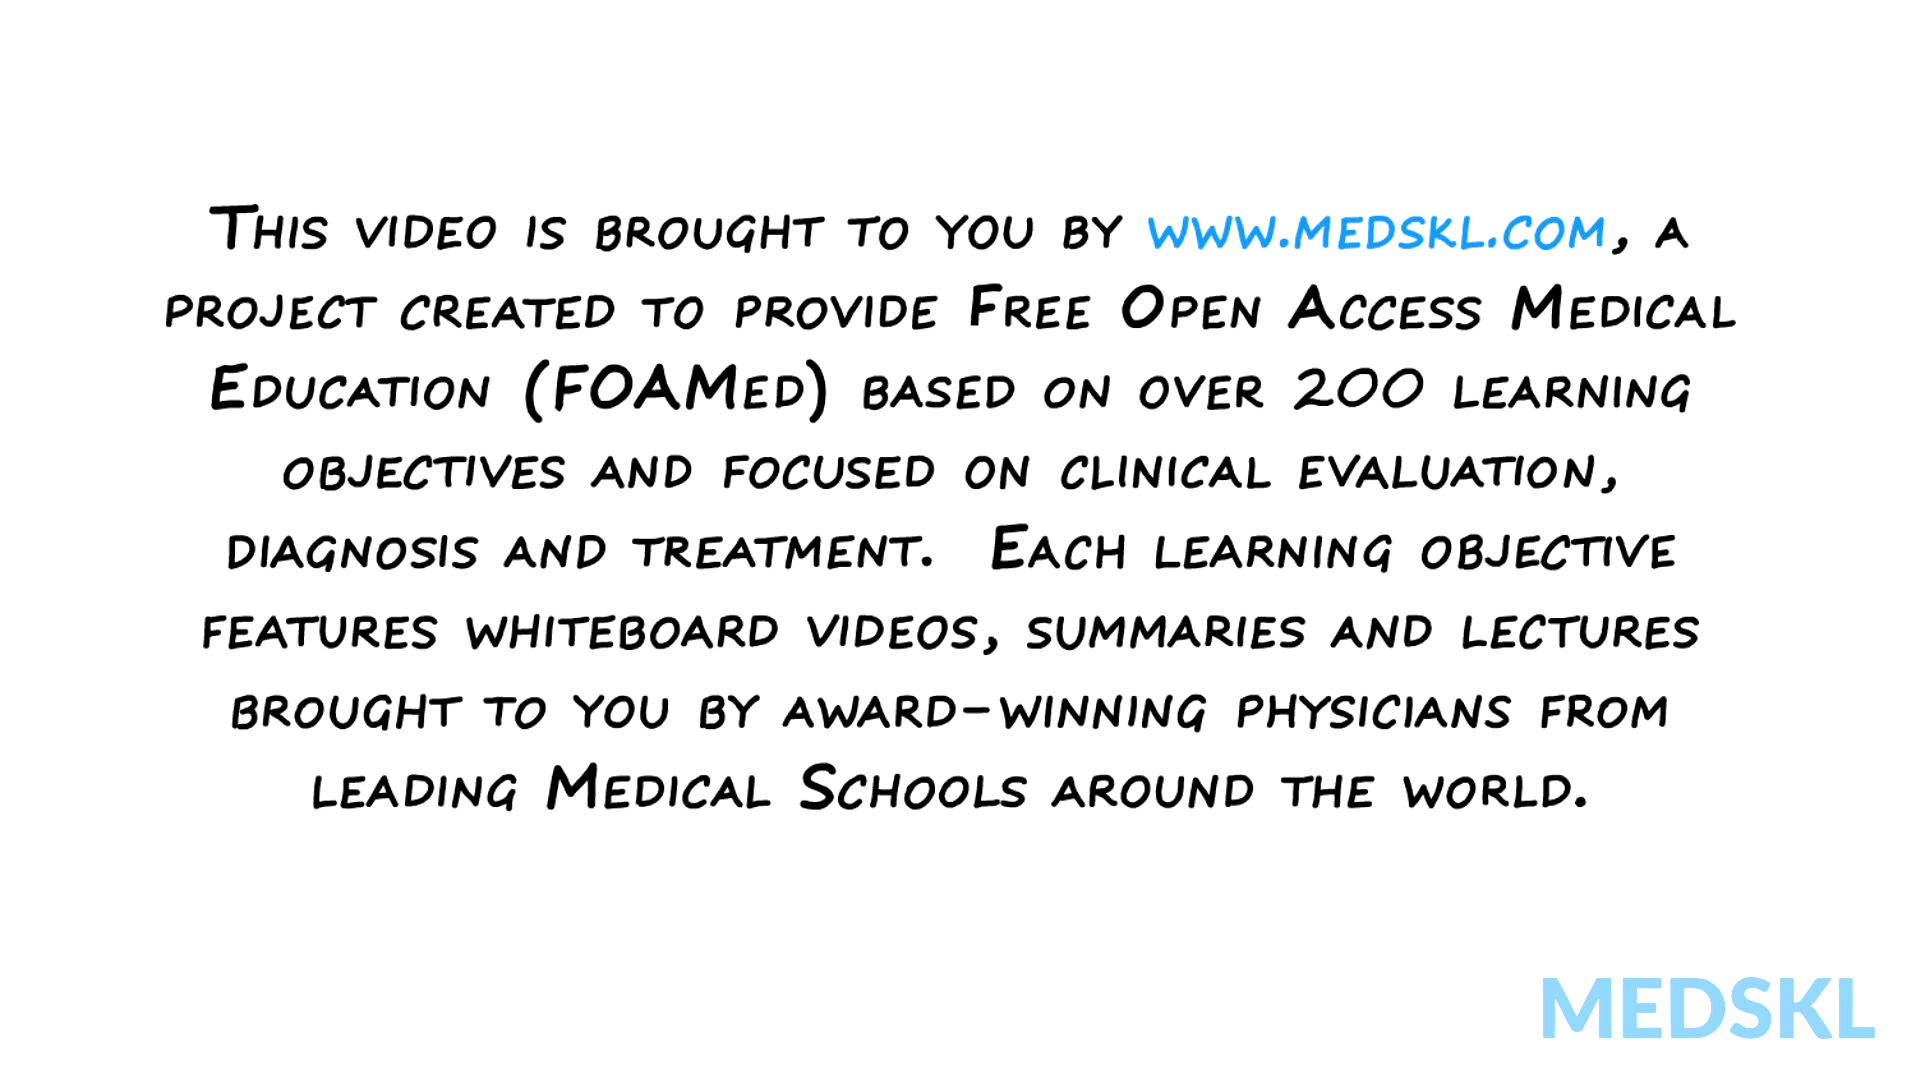 This video is brought to you by www.medskl.com, a
project created to provide Free Open Access Medical
Education (FOAMed) based on over 200 learning
objectives and focused on clinical evaluation,
diagnosis and treatment.  Each learning objective
features whiteboard videos, summaries and lectures
brought to you by award-winning physicians from
leading Medical Schools around the world.
MEDSKL